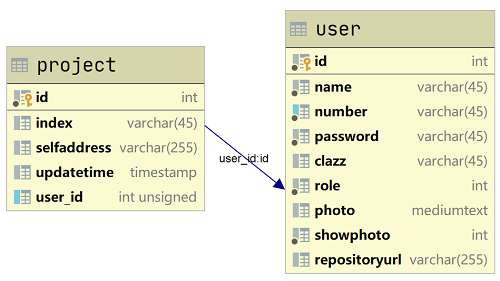 project
id int
index varchar(45)
selfaddress varchar(255)
updatetime timestamp
user_id int unsigned
user_id:id
user
id int
name varchar(45)
number varchar(45)
password varchar(45)
clazz varchar(45)
role int
photo mediumtext
showphoto int
repositoryurl varchar(255)